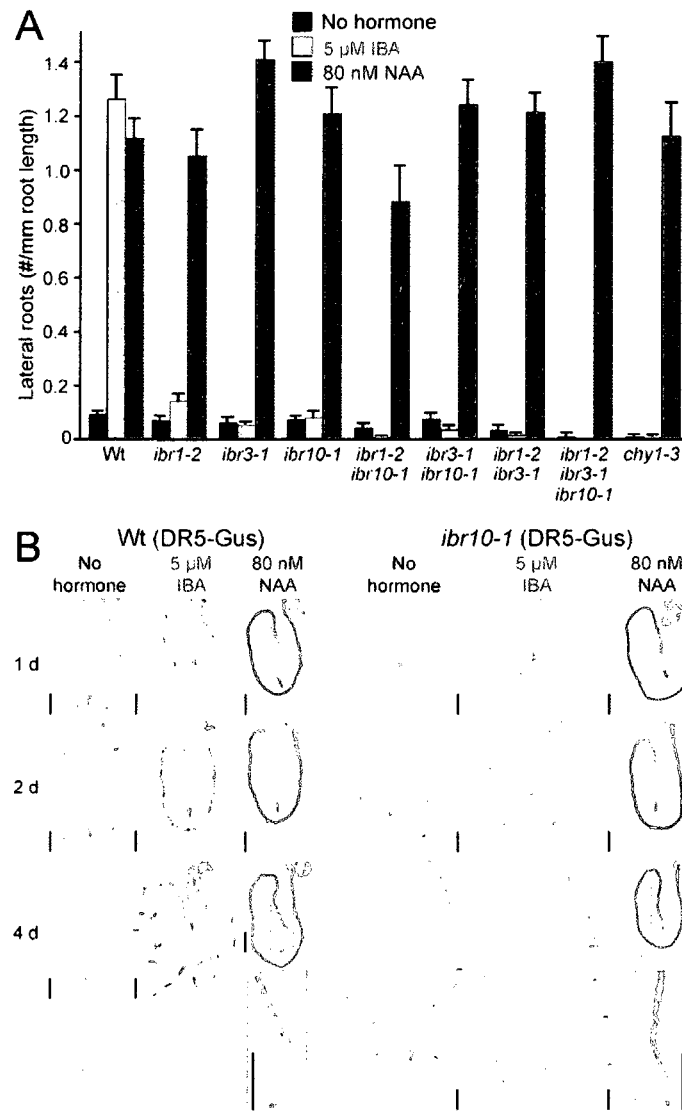 A
No hormone
5 µM IBA
80 nM NAA
Lateral roots (#/mm root length)
1.4
1.2
1.0
0.8
0.6
0.4
0.2
0
Wt
ibr1-2
ibr3-1
ibr10-1
ibr1-2
ibr10-1
ibr3-1
ibr10-1
ibr1-2
ibr3-1
ibr1-2
ibr3-1
ibr10-1
chy1-3
B
Wt (DR5-Gus)
ibr10-1 (DR5-Gus)
No hormone
5 µM IBA
80 nM NAA
No hormone
5 µM IBA
80 nM NAA
1 d
2 d
4 d